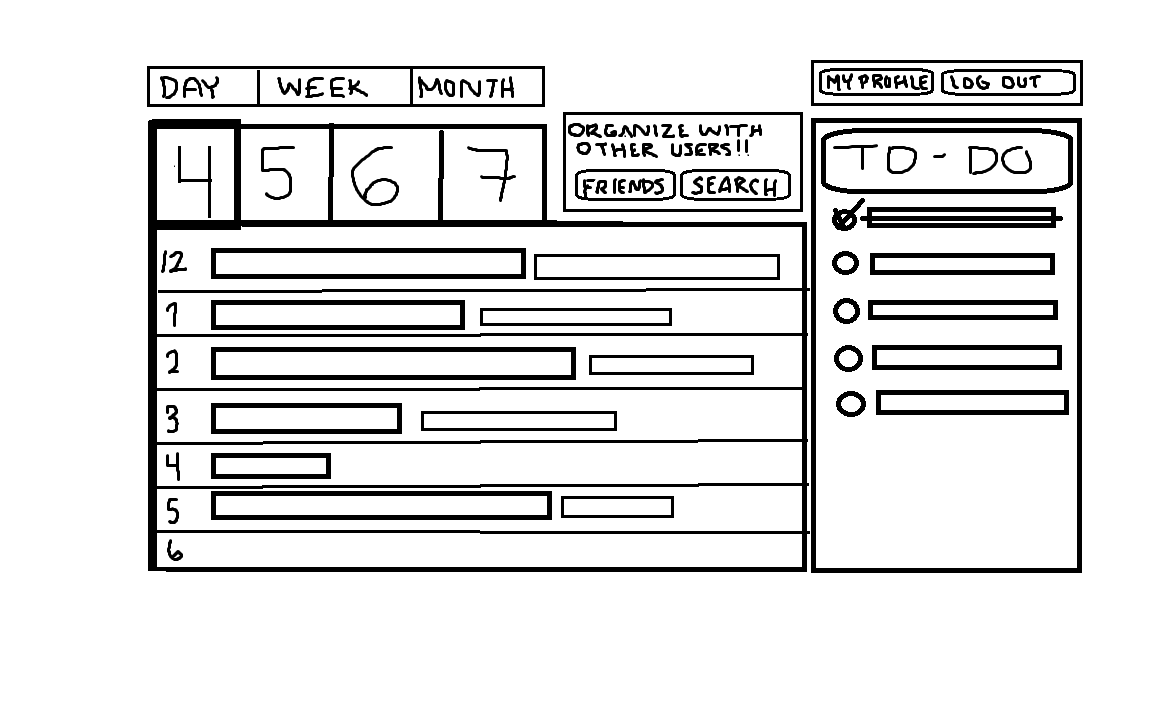 DAY WEEK MONTH
MY PROFILE LOG OUT
4 5 6 7
ORGANIZE WITH
OTHER USERS!!
FRIENDS SEARCH
TO-DO
12
1
2
3
4
5
6